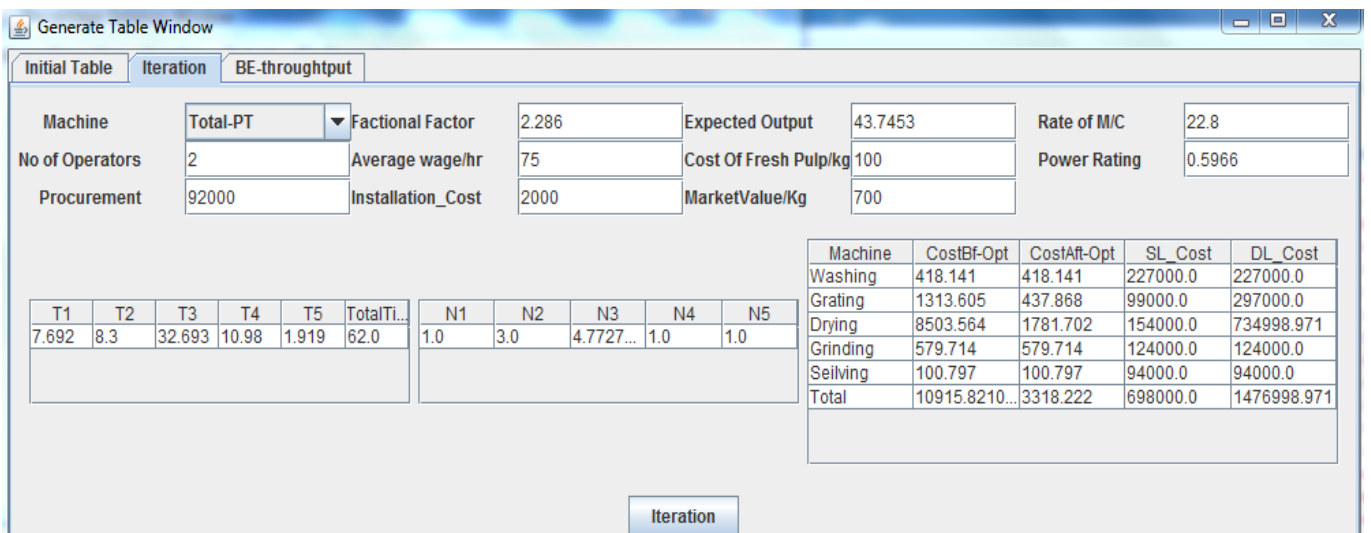 Generate Table Window
Initial Table Iteration BE-throughtput
Machine Total-PT Factional Factor 2.286 Expected Output 43.7453 Rate of M/C 22.8
No of Operators 2 Average wage/hr 75 Cost Of Fresh Pulp/kg 100 Power Rating 0.5966
Procurement 92000 Installation_Cost 2000 MarketValue/Kg 700
T1 T2 T3 T4 T5 TotalTi...
7.692 8.3 32.693 10.98 1.919 62.0
N1 N2 N3 N4 N5
1.0 3.0 4.7727... 1.0 1.0
Machine CostBf-Opt CostAft-Opt SL_Cost DL_Cost
Washing 418.141 418.141 227000.0 227000.0
Grating 1313.605 437.868 99000.0 297000.0
Drying 8503.564 1781.702 154000.0 734998.971
Grinding 579.714 579.714 124000.0 124000.0
Seilving 100.797 100.797 94000.0 94000.0
Total 10915.8210... 3318.222 698000.0 1476998.971
Iteration